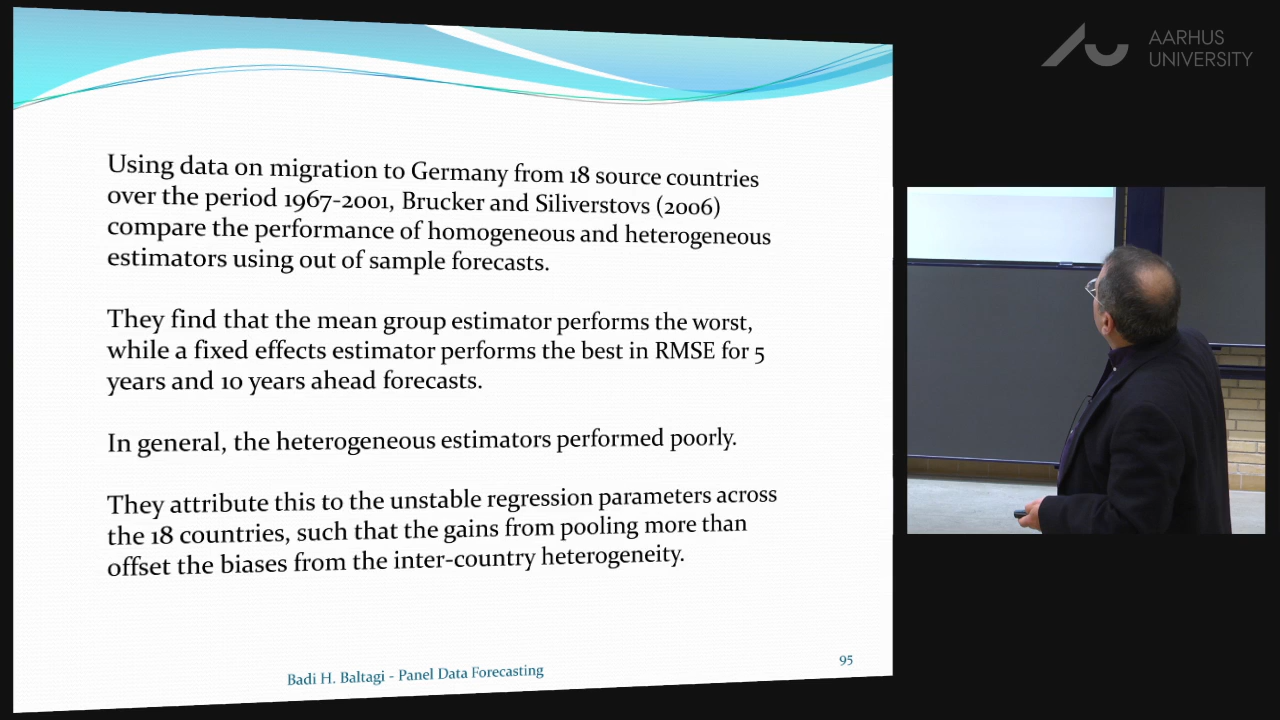 Using data on migration to Germany from 18 source countries
over the period 1967-2001, Brucker and Siliverstovs (2006)
compare the performance of homogeneous and heterogeneous
estimators using out of sample forecasts.
They find that the mean group estimator performs the worst,
while a fixed effects estimator performs the best in RMSE for 5
years and 10 years ahead forecasts.
In general, the heterogeneous estimators performed poorly.
They attribute this to the unstable regression parameters across
the 18 countries, such that the gains from pooling more than
offset the biases from the inter-country heterogeneity.
Badi H. Baltagi - Panel Data Forecasting
95
AARHUS
UNIVERSITY